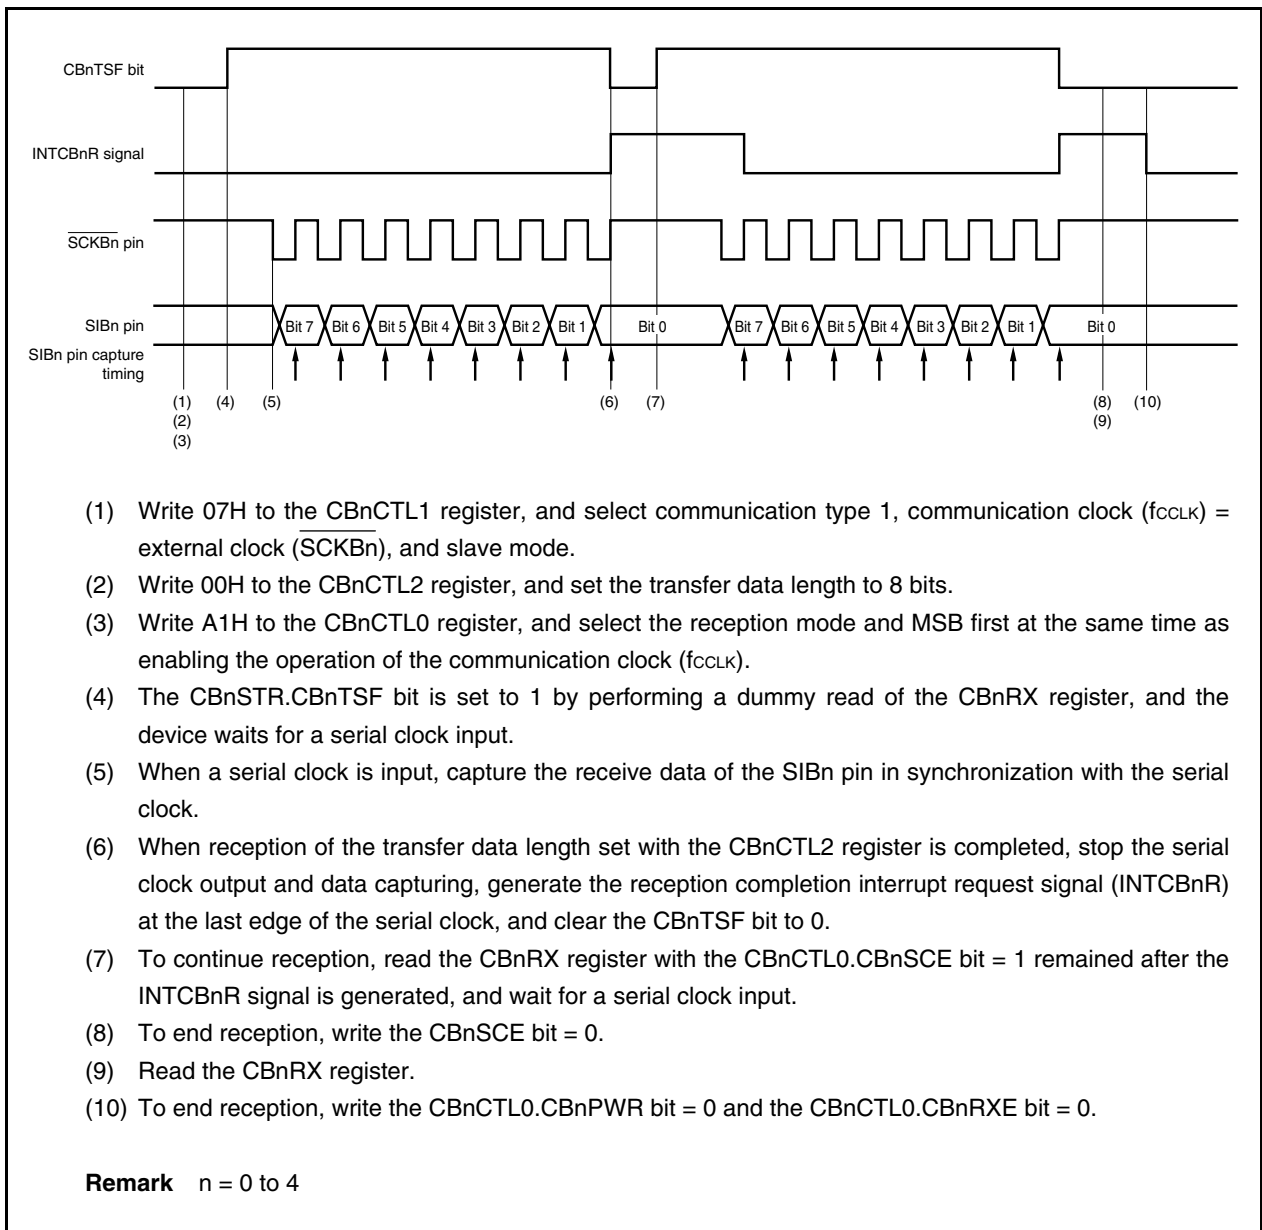 CBnTSF bit
INTCBnR signal
SCKBn pin
SIBn pin
Bit 7 Bit 6 Bit 5 Bit 4 Bit 3 Bit 2 Bit 1 Bit 0 Bit 7 Bit 6 Bit 5 Bit 4 Bit 3 Bit 2 Bit 1 Bit 0
SIBn pin capture
timing
(1) (4) (5) (6) (7) (8) (10)
(2) (9)
(3)
(1) Write 07H to the CBnCTL1 register, and select communication type 1, communication clock (fCCLK) =
external clock (SCKBn), and slave mode.
(2) Write 00H to the CBnCTL2 register, and set the transfer data length to 8 bits.
(3) Write A1H to the CBnCTL0 register, and select the reception mode and MSB first at the same time as
enabling the operation of the communication clock (fCCLK).
(4) The CBnSTR.CBnTSF bit is set to 1 by performing a dummy read of the CBnRX register, and the
device waits for a serial clock input.
(5) When a serial clock is input, capture the receive data of the SIBn pin in synchronization with the serial
clock.
(6) When reception of the transfer data length set with the CBnCTL2 register is completed, stop the serial
clock output and data capturing, generate the reception completion interrupt request signal (INTCBnR)
at the last edge of the serial clock, and clear the CBnTSF bit to 0.
(7) To continue reception, read the CBnRX register with the CBnCTL0.CBnSCE bit = 1 remained after the
INTCBnR signal is generated, and wait for a serial clock input.
(8) To end reception, write the CBnSCE bit = 0.
(9) Read the CBnRX register.
(10) To end reception, write the CBnCTL0.CBnPWR bit = 0 and the CBnCTL0.CBnRXE bit = 0.
Remark n = 0 to 4